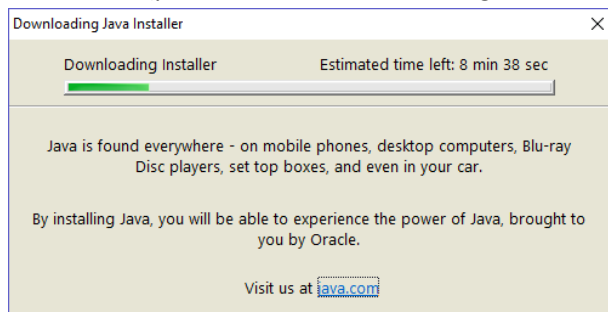 Downloading Java Installer
Downloading Installer Estimated time left: 8 min 38 sec
Java is found everywhere - on mobile phones, desktop computers, Blu-ray
Disc players, set top boxes, and even in your car.
By installing Java, you will be able to experience the power of Java, brought to
you by Oracle.
Visit us at java.com